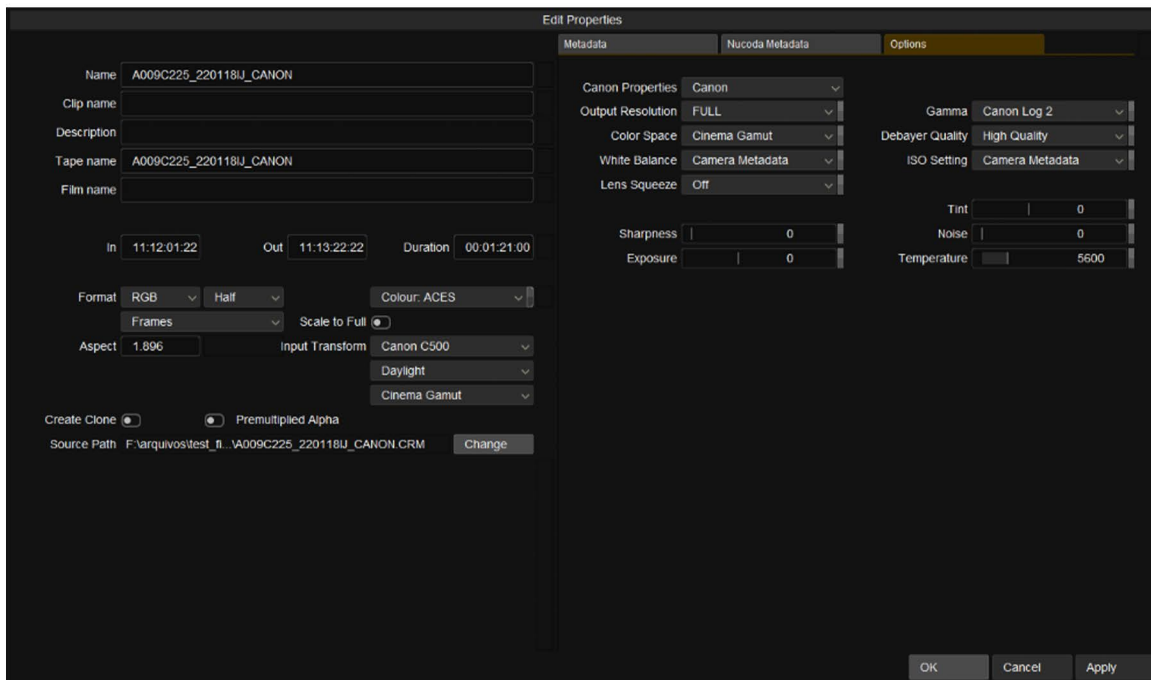 Edit Properties
Metadata Nucoda Metadata Options
Name A009C225_220118IJ_CANON
Clip name
Description
Tape name A009C225_220118IJ_CANON
Film name
In 11:12:01:22 Out 11:13:22:22 Duration 00:01:21:00
Format RGB Half Colour: ACES
Frames Scale to Full
Aspect 1.896 Input Transform Canon C500
Daylight
Cinema Gamut
Create Clone Premultiplied Alpha
Source Path F:\arquivos\test_fi...\A009C225_220118IJ_CANON.CRM Change
Canon Properties Canon
Output Resolution FULL Gamma Canon Log 2
Color Space Cinema Gamut Debayer Quality High Quality
White Balance Camera Metadata ISO Setting Camera Metadata
Lens Squeeze Off
Tint 0
Sharpness 0 Noise 0
Exposure 0 Temperature 5600
OK Cancel Apply